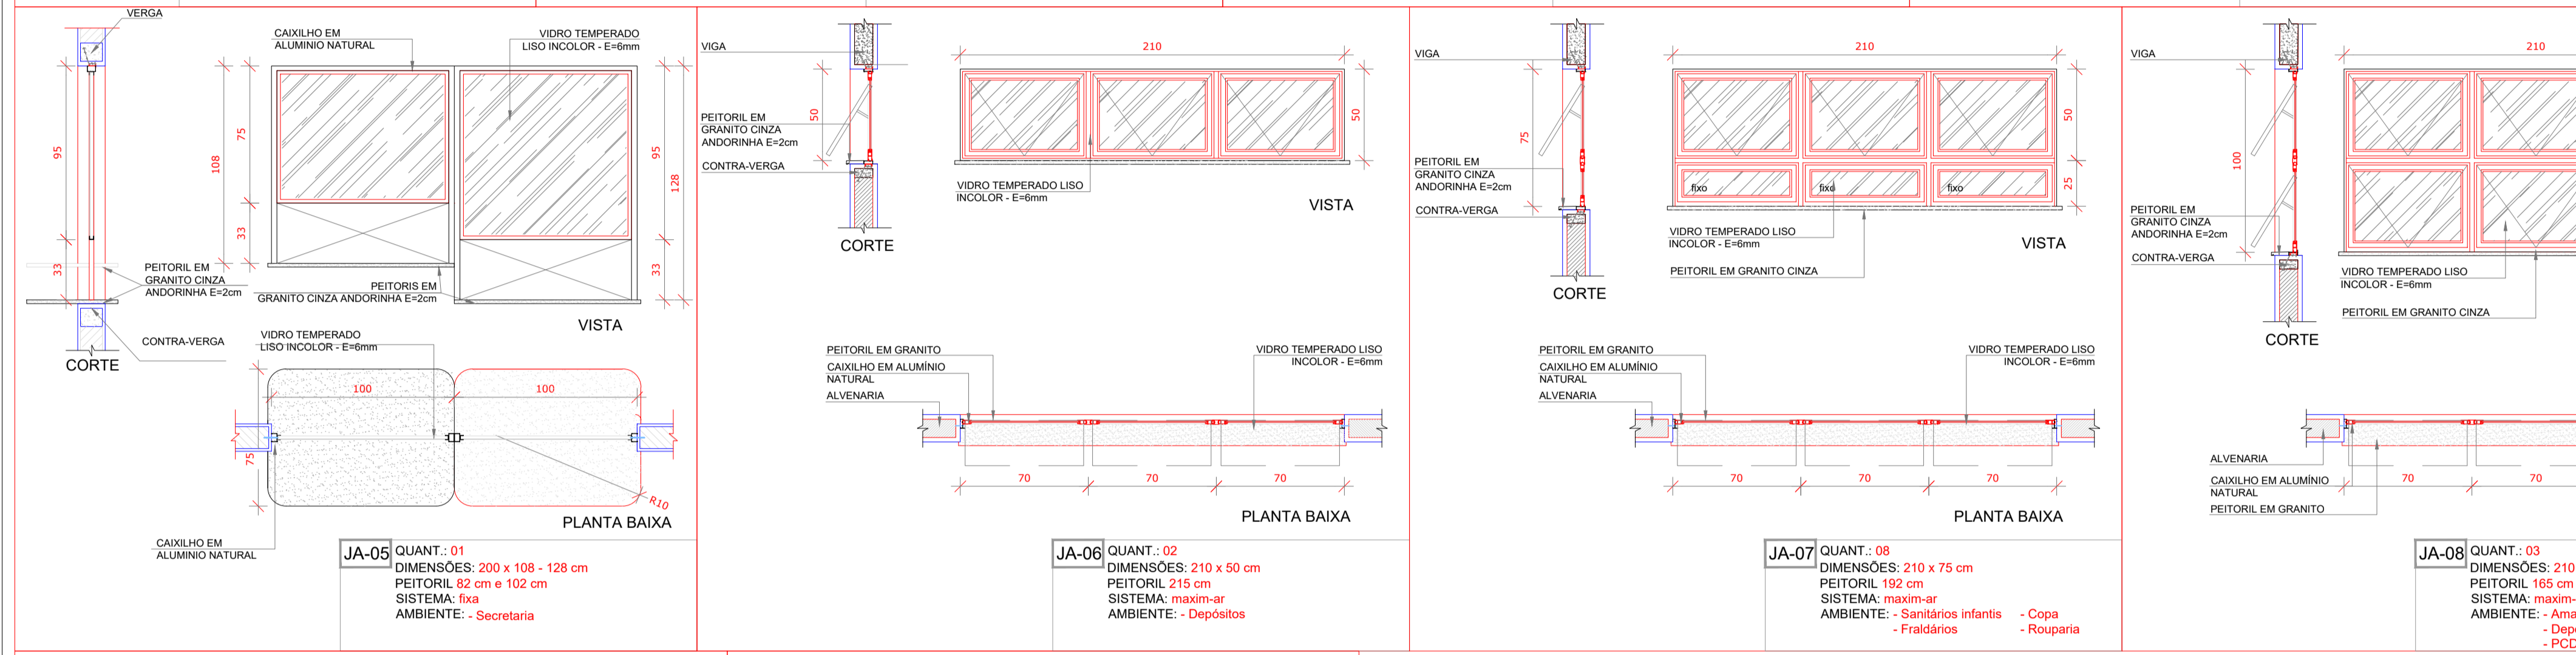 VERGA
CAIXILHO EM
ALUMINIO NATURAL
VIDRO TEMPERADO
LISO INCOLOR - E=6mm
95
33
108
75
33
95
33
128
PEITORIL EM
GRANITO CINZA
ANDORINHA E=2cm
PEITORIS EM
GRANITO CINZA ANDORINHA E=2cm
VISTA
CONTRA-VERGA
CORTE
VIDRO TEMPERADO
LISO INCOLOR - E=6mm
100
100
75
R10
PLANTA BAIXA
CAIXILHO EM
ALUMINIO NATURAL
JA-05
QUANT.: 01
DIMENSÕES: 200 x 108 - 128 cm
PEITORIL 82 cm e 102 cm
SISTEMA: fixa
AMBIENTE: - Secretaria
VIGA
50
PEITORIL EM
GRANITO CINZA
ANDORINHA E=2cm
CONTRA-VERGA
CORTE
210
50
VIDRO TEMPERADO LISO
INCOLOR - E=6mm
VISTA
PEITORIL EM GRANITO
CAIXILHO EM ALUMÍNIO
NATURAL
ALVENARIA
VIDRO TEMPERADO LISO
INCOLOR - E=6mm
70
70
70
PLANTA BAIXA
JA-06
QUANT.: 02
DIMENSÕES: 210 x 50 cm
PEITORIL 215 cm
SISTEMA: maxim-ar
AMBIENTE: - Depósitos
VIGA
75
PEITORIL EM
GRANITO CINZA
ANDORINHA E=2cm
CONTRA-VERGA
CORTE
210
50
25
fixo
fixo
fixo
VIDRO TEMPERADO LISO
INCOLOR - E=6mm
VISTA
PEITORIL EM GRANITO CINZA
PEITORIL EM GRANITO
CAIXILHO EM ALUMÍNIO
NATURAL
ALVENARIA
VIDRO TEMPERADO LISO
INCOLOR - E=6mm
70
70
70
PLANTA BAIXA
JA-07
QUANT.: 08
DIMENSÕES: 210 x 75 cm
PEITORIL 192 cm
SISTEMA: maxim-ar
AMBIENTE: - Sanitários infantis - Copa
- Fraldários - Rouparia
VIGA
100
PEITORIL EM
GRANITO CINZA
ANDORINHA E=2cm
CONTRA-VERGA
CORTE
210
VIDRO TEMPERADO LISO
INCOLOR - E=6mm
PEITORIL EM GRANITO CINZA
ALVENARIA
CAIXILHO EM ALUMÍNIO
NATURAL
PEITORIL EM GRANITO
70
70
JA-08
QUANT.: 03
DIMENSÕES: 210
PEITORIL 165 cm
SISTEMA: maxim-
AMBIENTE: - Ama
- Dep
- PCD